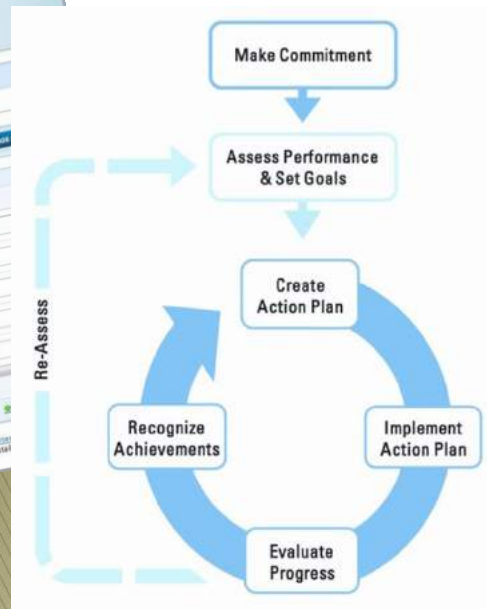 Make Commitment
Assess Performance
& Set Goals
Create
Action Plan
Re-Assess
Recognize
Achievements
Implement
Action Plan
Evaluate
Progress